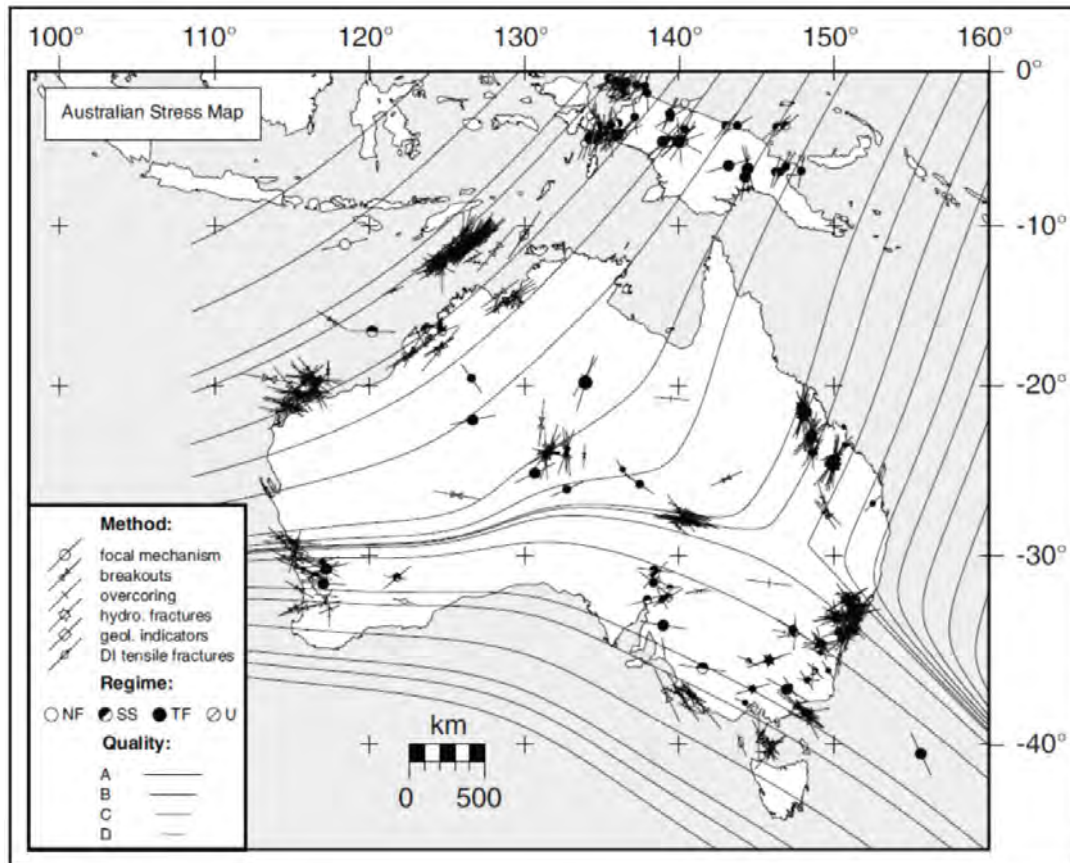 100° 110° 120° 130° 140° 150° 160°
Australian Stress Map
0°
-10°
-20°
-30°
-40°
Method:
focal mechanism
breakouts
overcoring
hydro. fractures
geol. indicators
DI tensile fractures
Regime:
NF SS TF U
Quality:
A
B
C
D
km
0 500